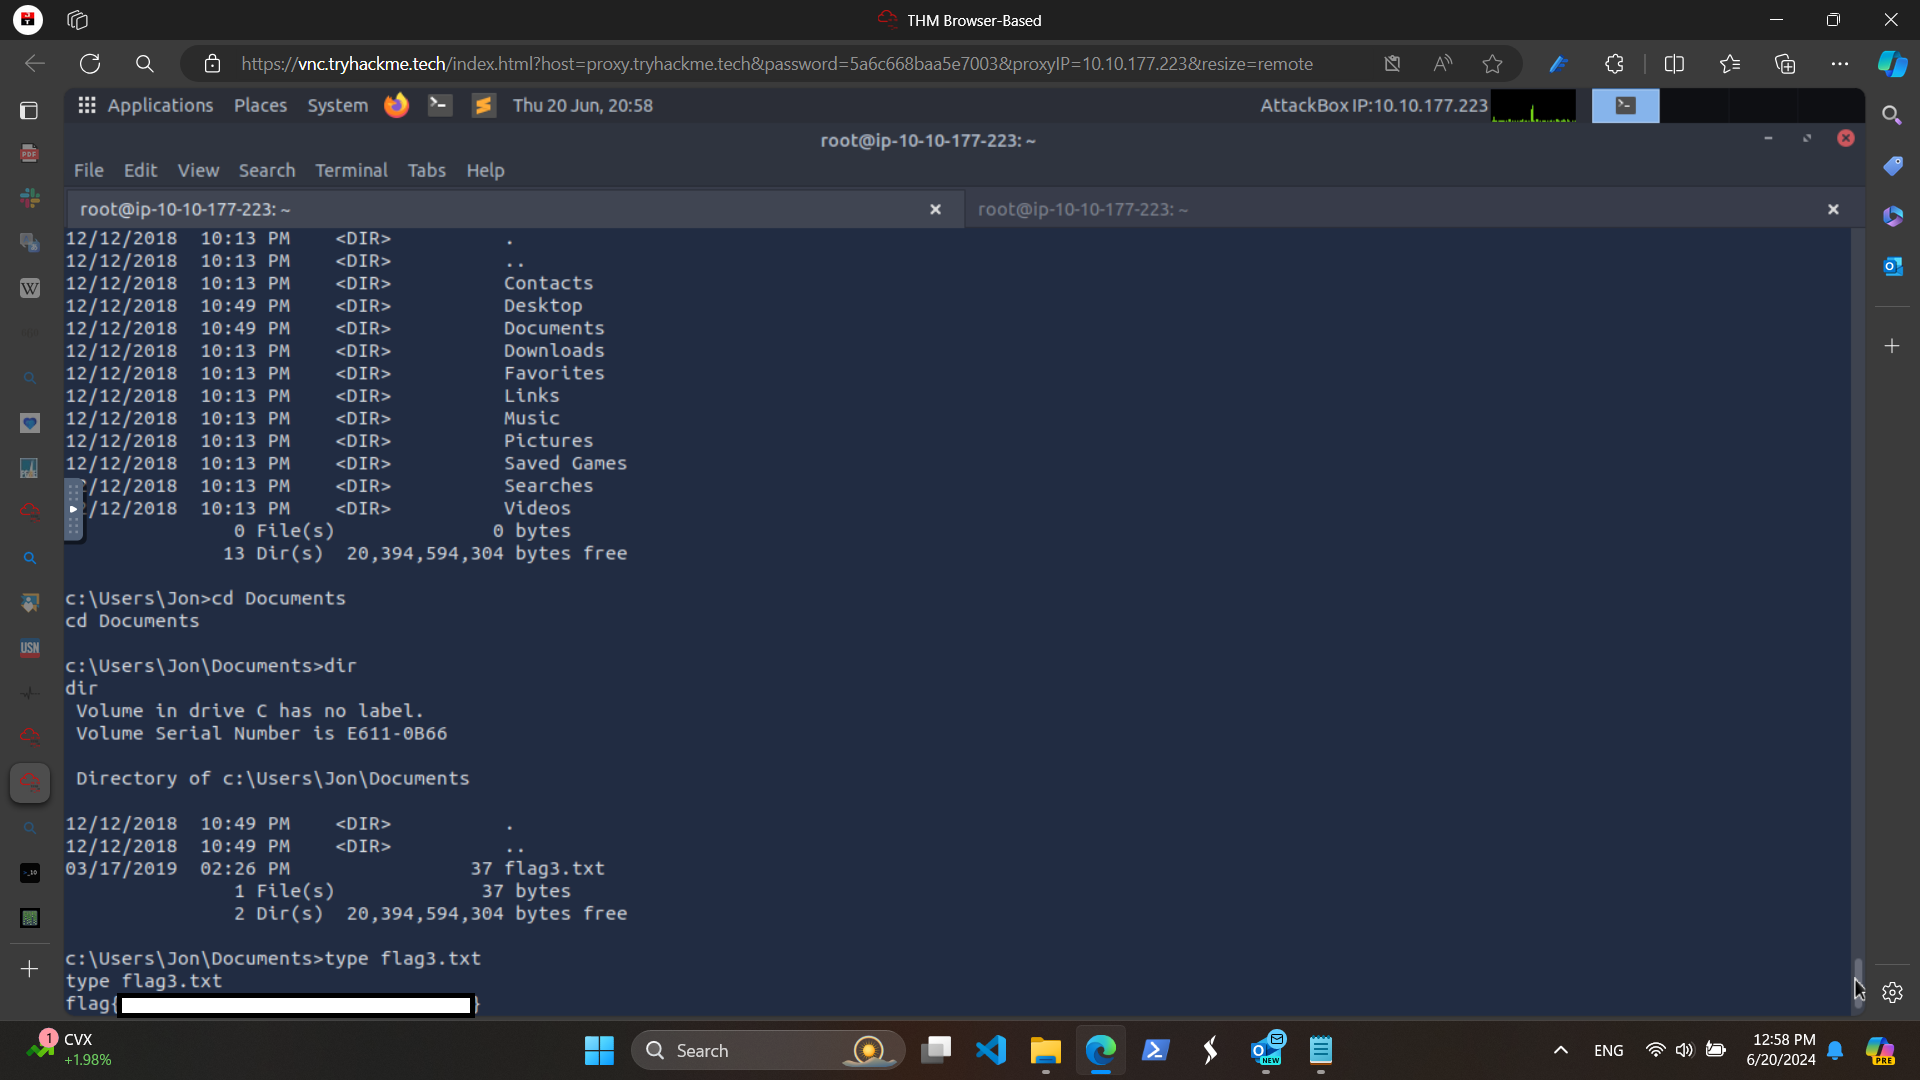 THM Browser-Based
https://vnc.tryhackme.tech/index.html?host=proxy.tryhackme.tech&password=5a6c668baa5e7003&proxyIP=10.10.177.223&resize=remote
Applications Places System Thu 20 Jun, 20:58 AttackBox IP:10.10.177.223
root@ip-10-10-177-223: ~
File Edit View Search Terminal Tabs Help
root@ip-10-10-177-223: ~ root@ip-10-10-177-223: ~
12/12/2018  10:13 PM    <DIR>          .
12/12/2018  10:13 PM    <DIR>          ..
12/12/2018  10:13 PM    <DIR>          Contacts
12/12/2018  10:49 PM    <DIR>          Desktop
12/12/2018  10:49 PM    <DIR>          Documents
12/12/2018  10:13 PM    <DIR>          Downloads
12/12/2018  10:13 PM    <DIR>          Favorites
12/12/2018  10:13 PM    <DIR>          Links
12/12/2018  10:13 PM    <DIR>          Music
12/12/2018  10:13 PM    <DIR>          Pictures
12/12/2018  10:13 PM    <DIR>          Saved Games
2/12/2018  10:13 PM    <DIR>          Searches
2/12/2018  10:13 PM    <DIR>          Videos
0 File(s)              0 bytes
13 Dir(s)  20,394,594,304 bytes free
c:\Users\Jon>cd Documents
cd Documents
c:\Users\Jon\Documents>dir
dir
Volume in drive C has no label.
Volume Serial Number is E611-0B66
Directory of c:\Users\Jon\Documents
12/12/2018  10:49 PM    <DIR>          .
12/12/2018  10:49 PM    <DIR>          ..
03/17/2019  02:26 PM                37 flag3.txt
1 File(s)             37 bytes
2 Dir(s)  20,394,594,304 bytes free
c:\Users\Jon\Documents>type flag3.txt
type flag3.txt
flag{ }
PDF
W
USN
1 CVX
+1.98%
Search
NEW
ENG
12:58 PM
6/20/2024
PRE